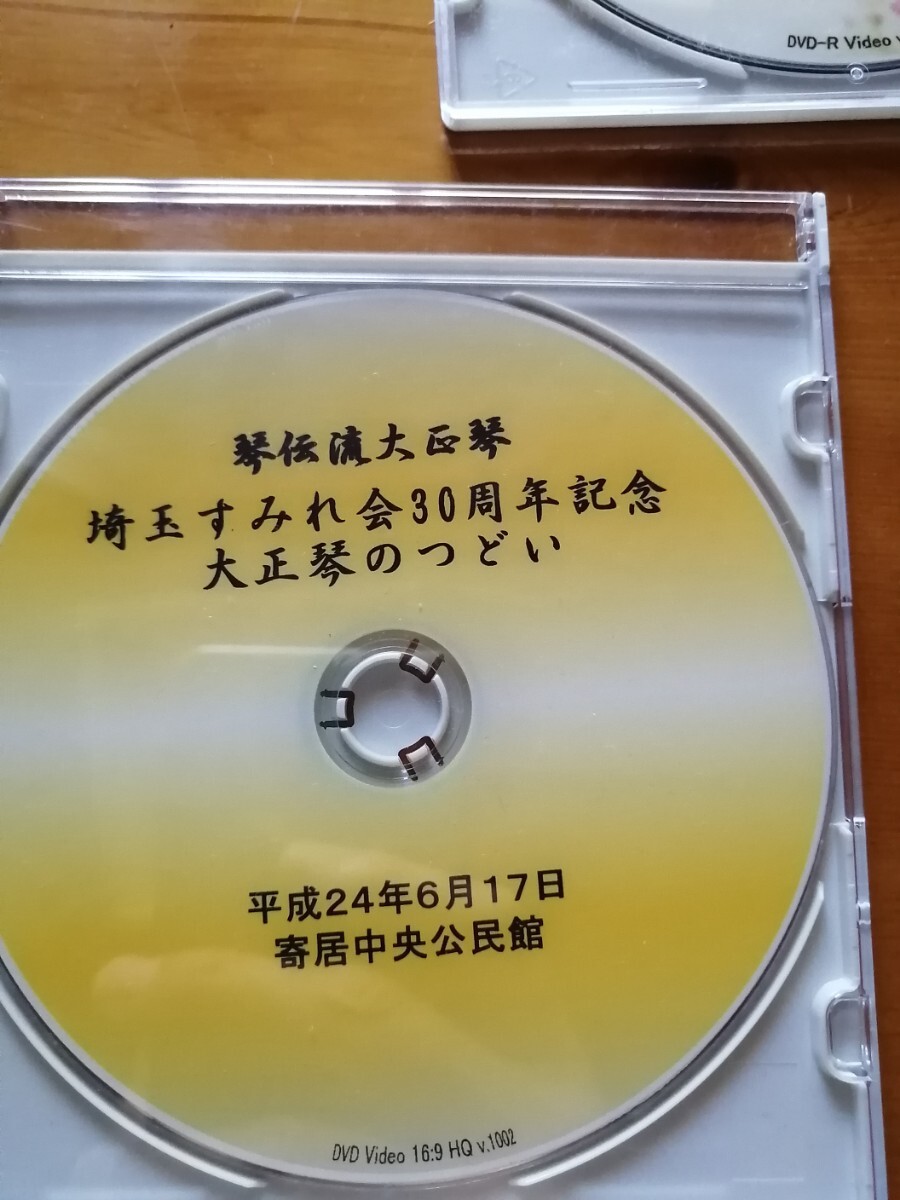 DVD-R Video
琴伝流大正琴
埼玉すみれ会30周年記念
大正琴のつどい
平成24年6月17日
寄居中央公民館
DVD Video 16:9 HQ v.1002